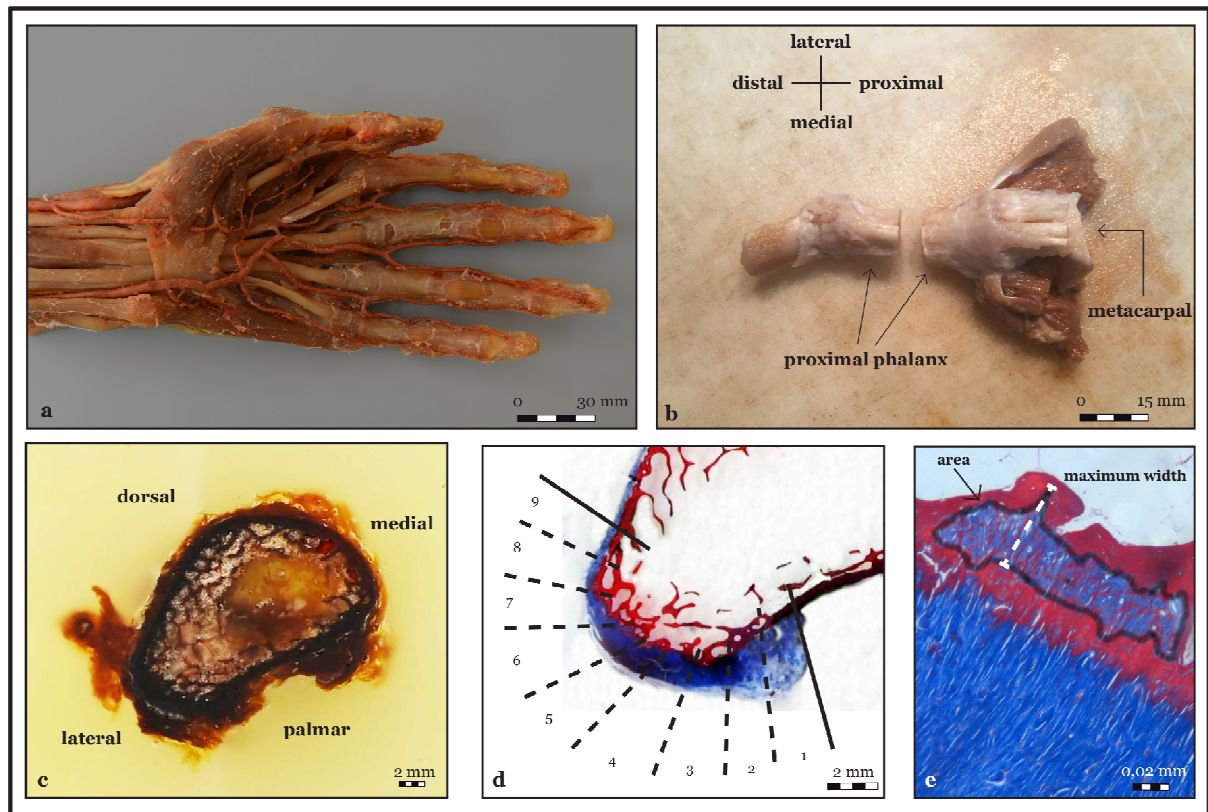 a
0 30 mm
lateral
distal proximal
medial
metacarpal
proximal phalanx
b
0 15 mm
dorsal
medial
lateral
palmar
c
2 mm
9
8
7
6
5
4
3
2
1
d
2 mm
area
maximum width
e
0,02 mm